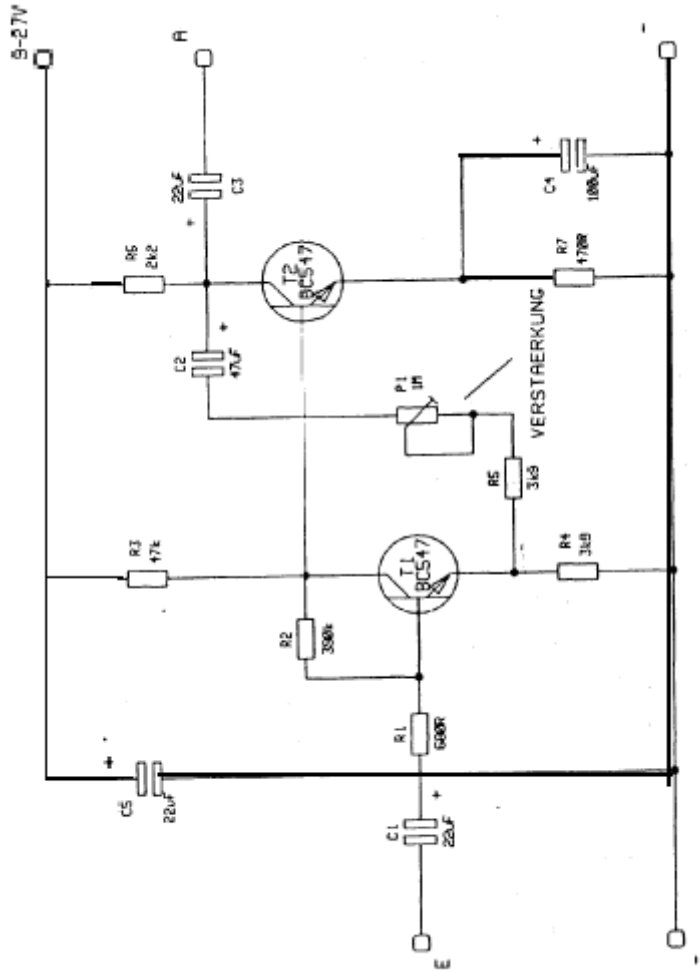 9-27V
A
22uF
+
C3
R6
2k2
+
C2
47uF
T2
BC547
+
C4
100uF
R7
470R
P1
1M
VERSTAERKUNG
R3
47k
R5
3k9
T1
BC547
R4
3k9
R2
390k
R1
680R
+
C5
22uF
+
C1
22uF
E
-
-